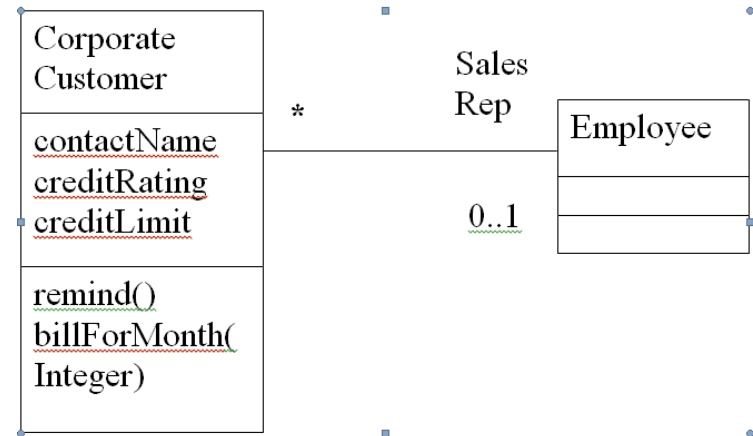 Corporate
Customer
contactName
creditRating
creditLimit
remind()
billForMonth(
Integer)
*
Sales
Rep
0..1
Employee